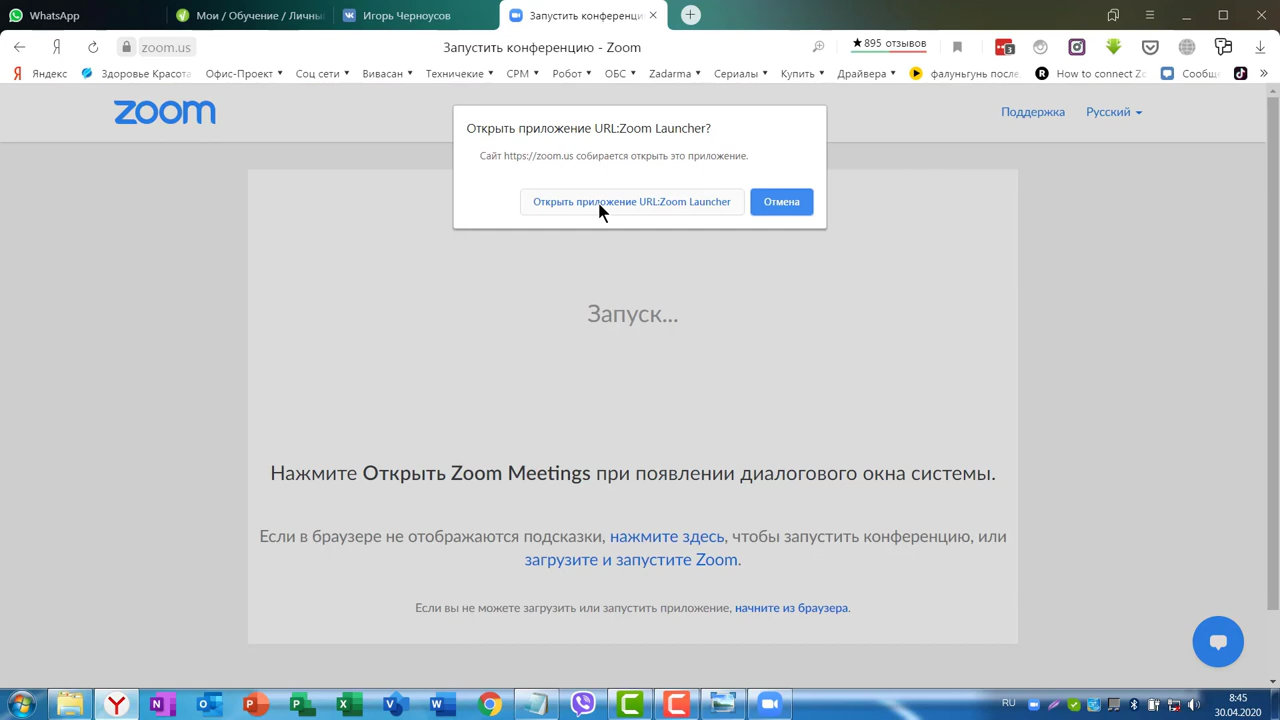 WhatsApp
Мои / Обучение / Личны
Игорь Черноусов
Запустить конференци
zoom.us
Запустить конференцию - Zoom
★895 отзывов
3
Яндекс
Здоровье Красота
Офис-Проект
Соц сети
Вивасан
Техничекие
СРМ
Робот
ОБС
Zadarma
Сериалы
Купить
Драйвера
фалуньгунь после
How to connect Zo
Сообщ
»
zoom
Поддержка
Русский
Открыть приложение URL:Zoom Launcher?
Сайт https://zoom.us собирается открыть это приложение.
Открыть приложение URL:Zoom Launcher
Отмена
Запуск...
Нажмите Открыть Zoom Meetings при появлении диалогового окна системы.
Если в браузере не отображаются подсказки, нажмите здесь, чтобы запустить конференцию, или
загрузите и запустите Zoom.
Если вы не можете загрузить или запустить приложение, начните из браузера.
RU
8:45
30.04.2020